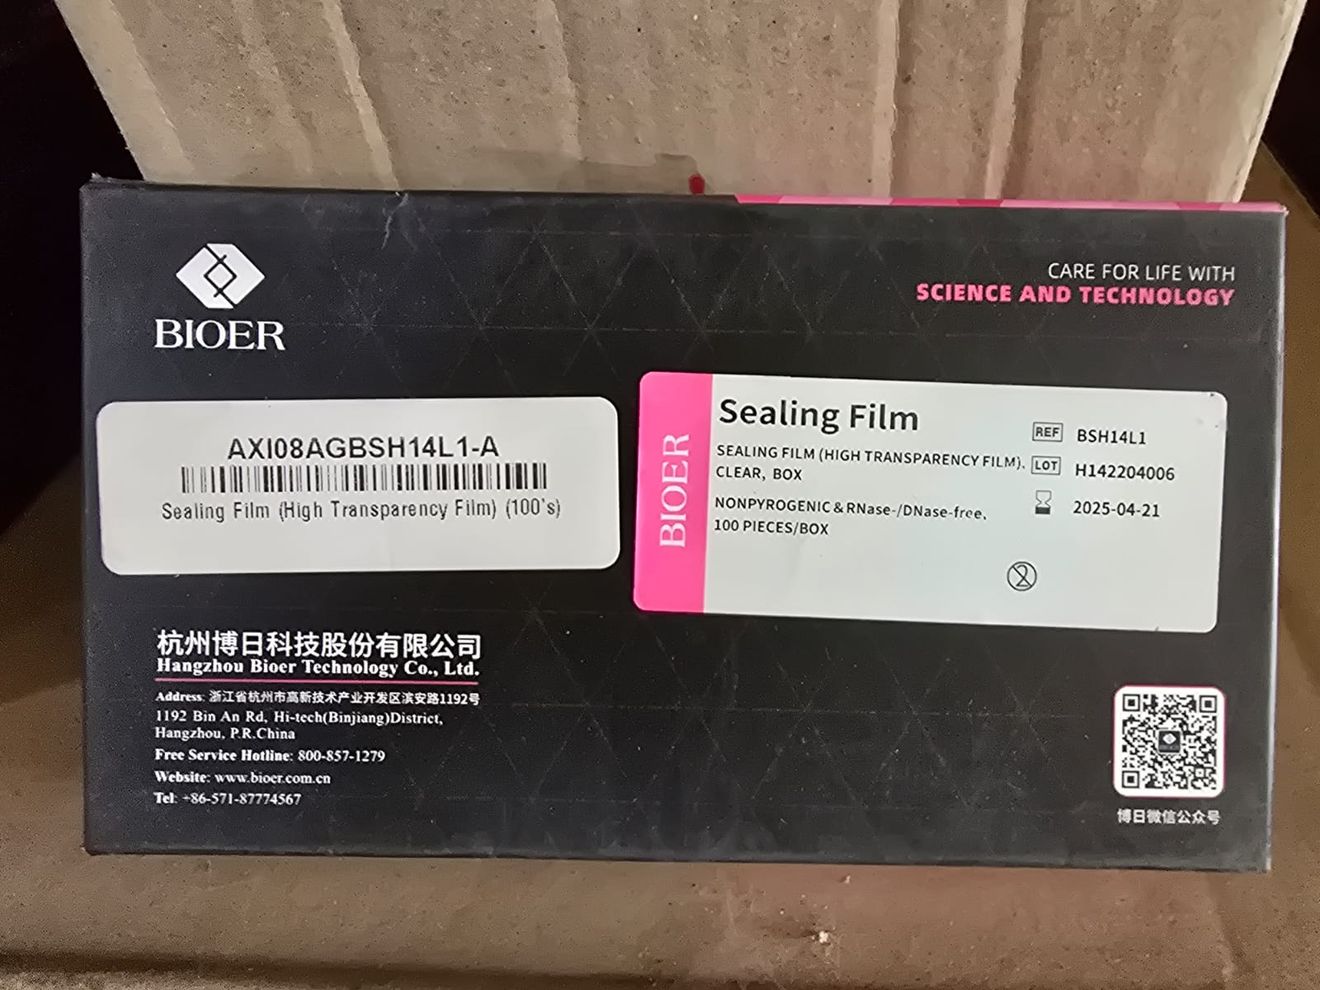 BIOER
CARE FOR LIFE WITH
SCIENCE AND TECHNOLOGY
AXI08AGBSH14L1-A
Sealing Film (High Transparency Film) (100's)
BIOER
Sealing Film
SEALING FILM (HIGH TRANSPARENCY FILM),
CLEAR, BOX
NONPYROGENIC & RNase-/DNase-free,
100 PIECES/BOX
REF BSH14L1
LOT H142204006
2025-04-21
2
杭州博日科技股份有限公司
Hangzhou Bioer Technology Co., Ltd.
Address: 浙江省杭州市高新技术产业开发区滨安路1192号
1192 Bin An Rd, Hi-tech(Binjiang)District,
Hangzhou, P.R.China
Free Service Hotline: 800-857-1279
Website: www.bioer.com.cn
Tel: +86-571-87774567
博日微信公众号